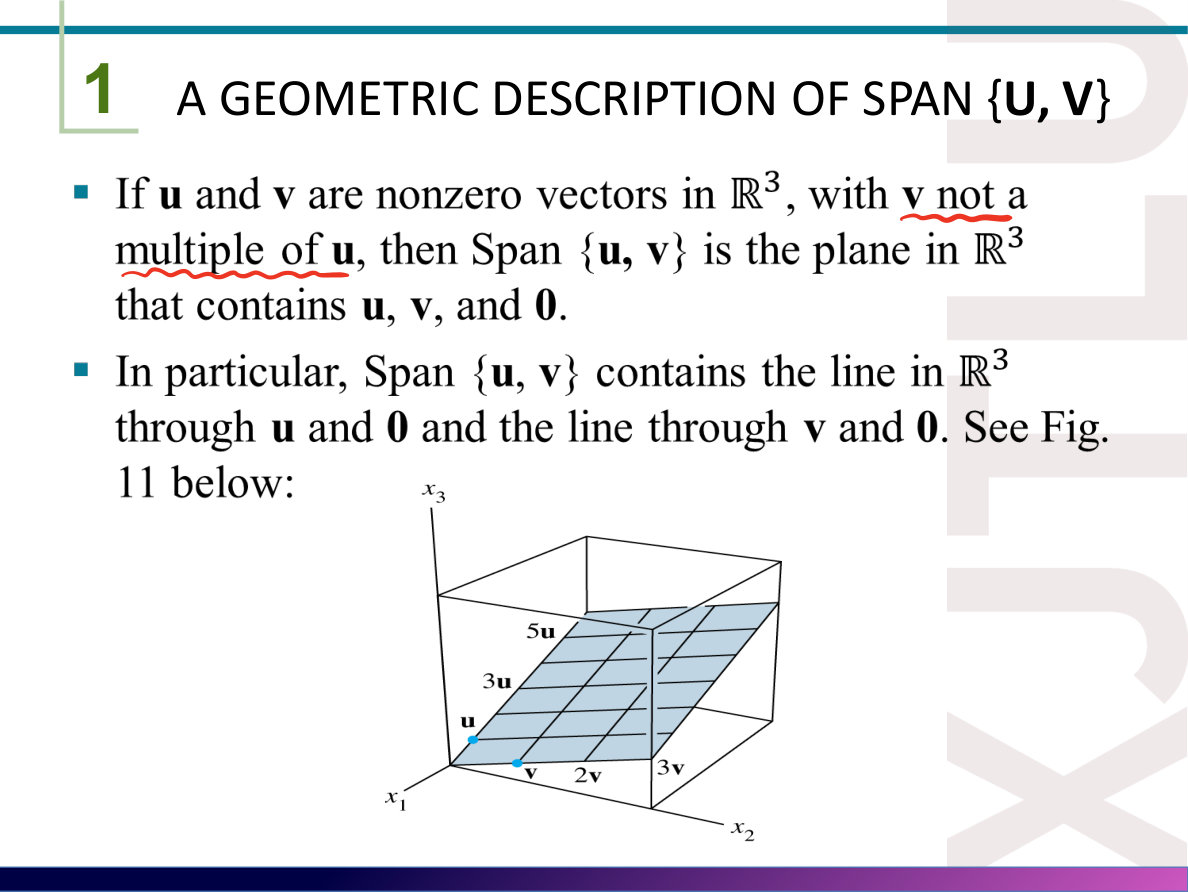 1 A GEOMETRIC DESCRIPTION OF SPAN {U, V}
▪ If u and v are nonzero vectors in ℝ³, with v not a
multiple of u, then Span {u, v} is the plane in ℝ³
that contains u, v, and 0.
▪ In particular, Span {u, v} contains the line in ℝ³
through u and 0 and the line through v and 0. See Fig.
11 below:
x₃
5u
3u
u
v 2v 3v
x₁
x₂
XJTLU